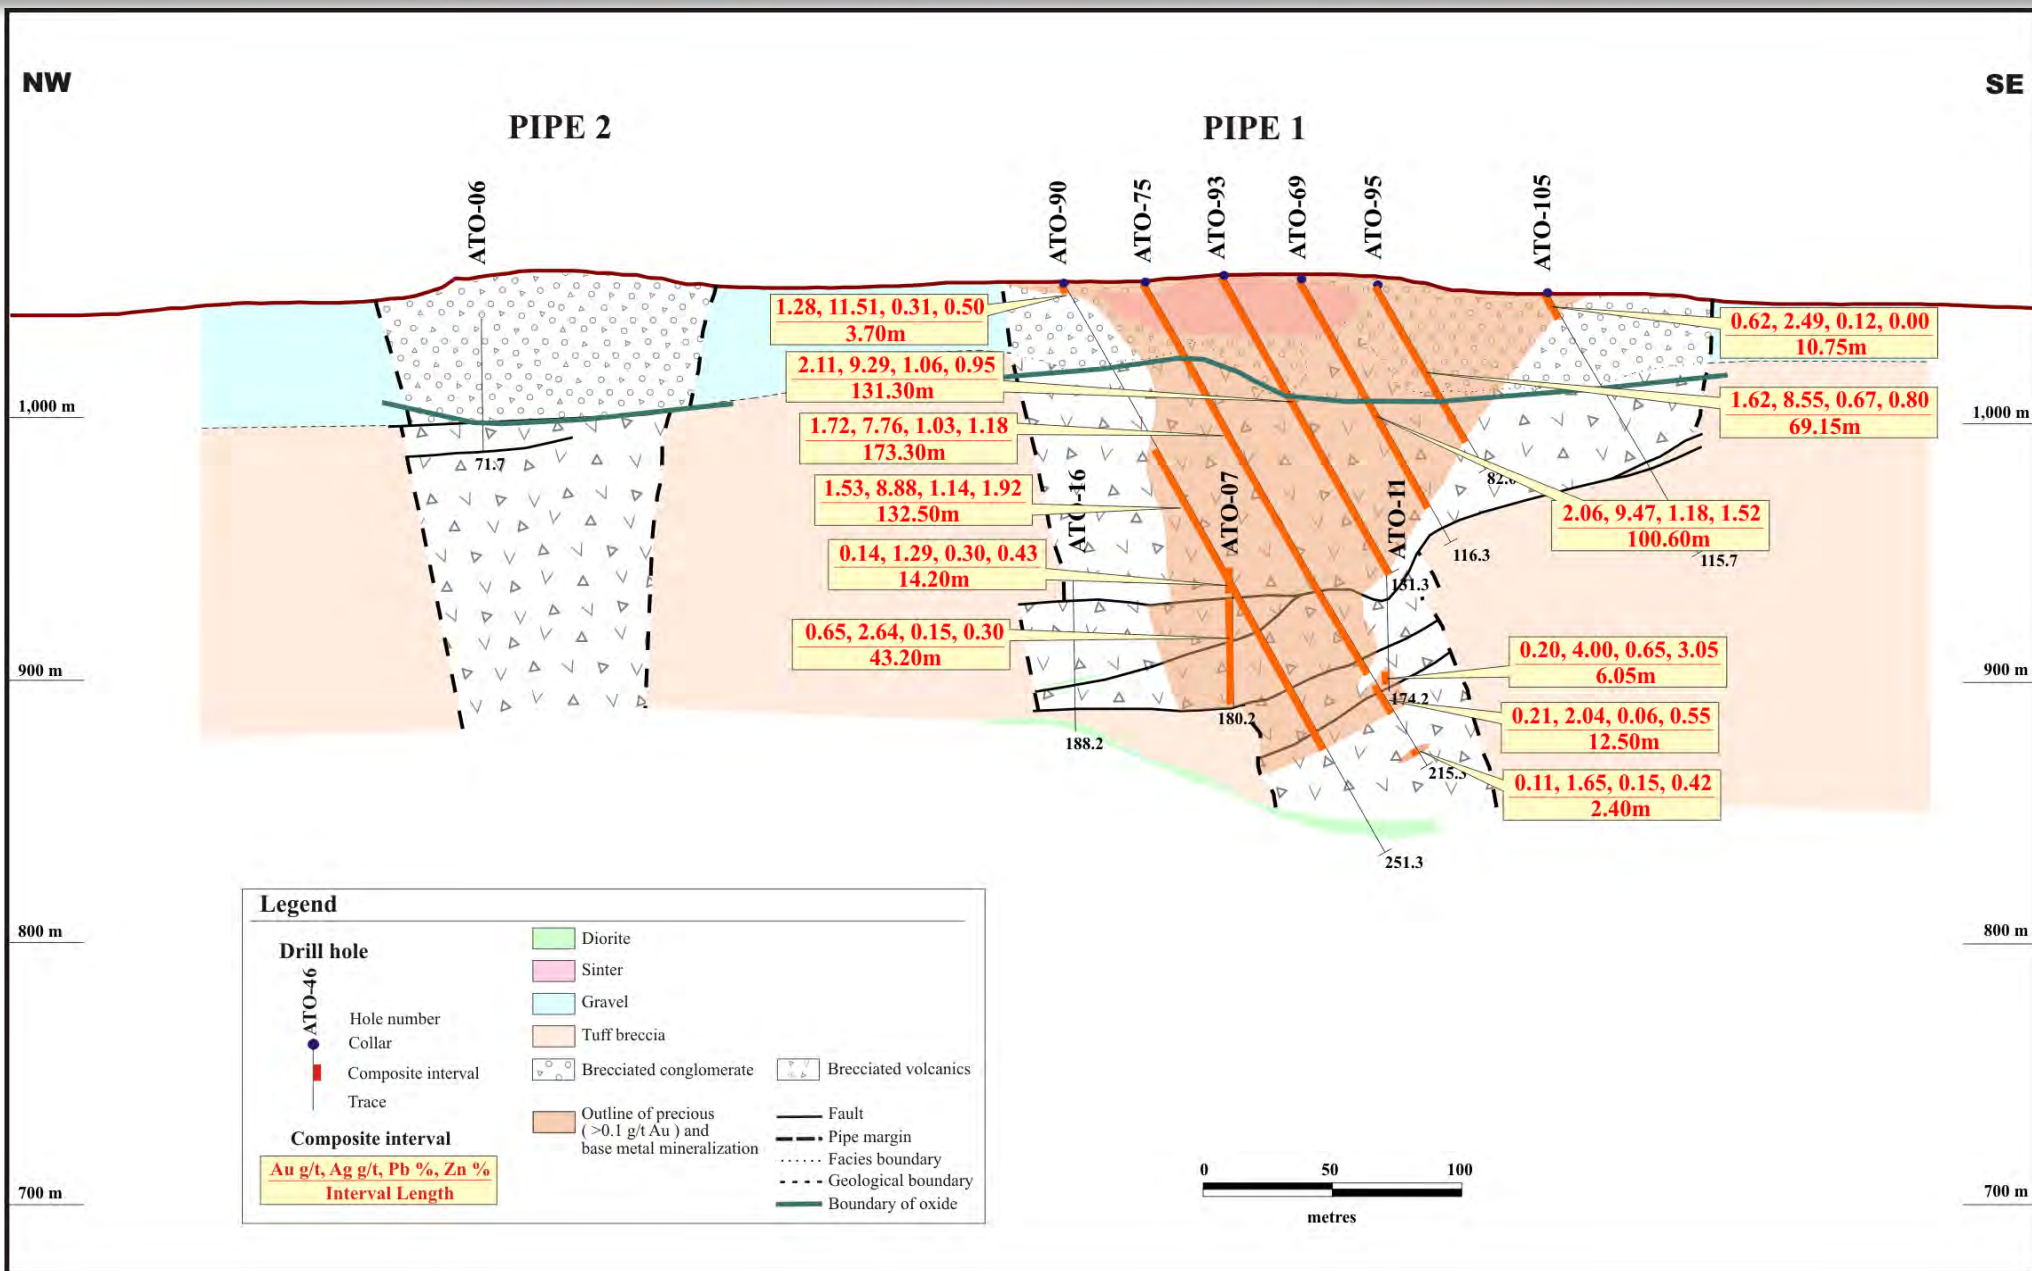 NW
SE
PIPE 2
PIPE 1
ATO-06
ATO-90
ATO-75
ATO-93
ATO-69
ATO-95
ATO-105
1.28, 11.51, 0.31, 0.50
3.70m
2.11, 9.29, 1.06, 0.95
131.30m
1.72, 7.76, 1.03, 1.18
173.30m
1.53, 8.88, 1.14, 1.92
132.50m
0.14, 1.29, 0.30, 0.43
14.20m
0.65, 2.64, 0.15, 0.30
43.20m
0.62, 2.49, 0.12, 0.00
10.75m
1.62, 8.55, 0.67, 0.80
69.15m
2.06, 9.47, 1.18, 1.52
100.60m
0.20, 4.00, 0.65, 3.05
6.05m
0.21, 2.04, 0.06, 0.55
12.50m
0.11, 1.65, 0.15, 0.42
2.40m
ATO-16
ATO-07
ATO-11
71.7
116.3
115.7
131.3
174.2
180.2
188.2
215.3
251.3
1,000 m
1,000 m
900 m
900 m
800 m
800 m
700 m
700 m
Legend
Drill hole
ATO-46
Hole number
Collar
Composite interval
Trace
Composite interval
Au g/t, Ag g/t, Pb %, Zn %
Interval Length
Diorite
Sinter
Gravel
Tuff breccia
Brecciated conglomerate
Outline of precious
( >0.1 g/t Au ) and
base metal mineralization
Brecciated volcanics
Fault
Pipe margin
Facies boundary
Geological boundary
Boundary of oxide
0 50 100
metres